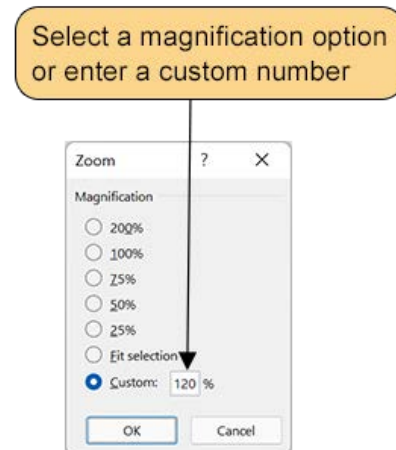 Select a magnification option
or enter a custom number
Zoom ? X
Magnification
200%
100%
75%
50%
25%
Fit selection
Custom: 120 %
OK Cancel